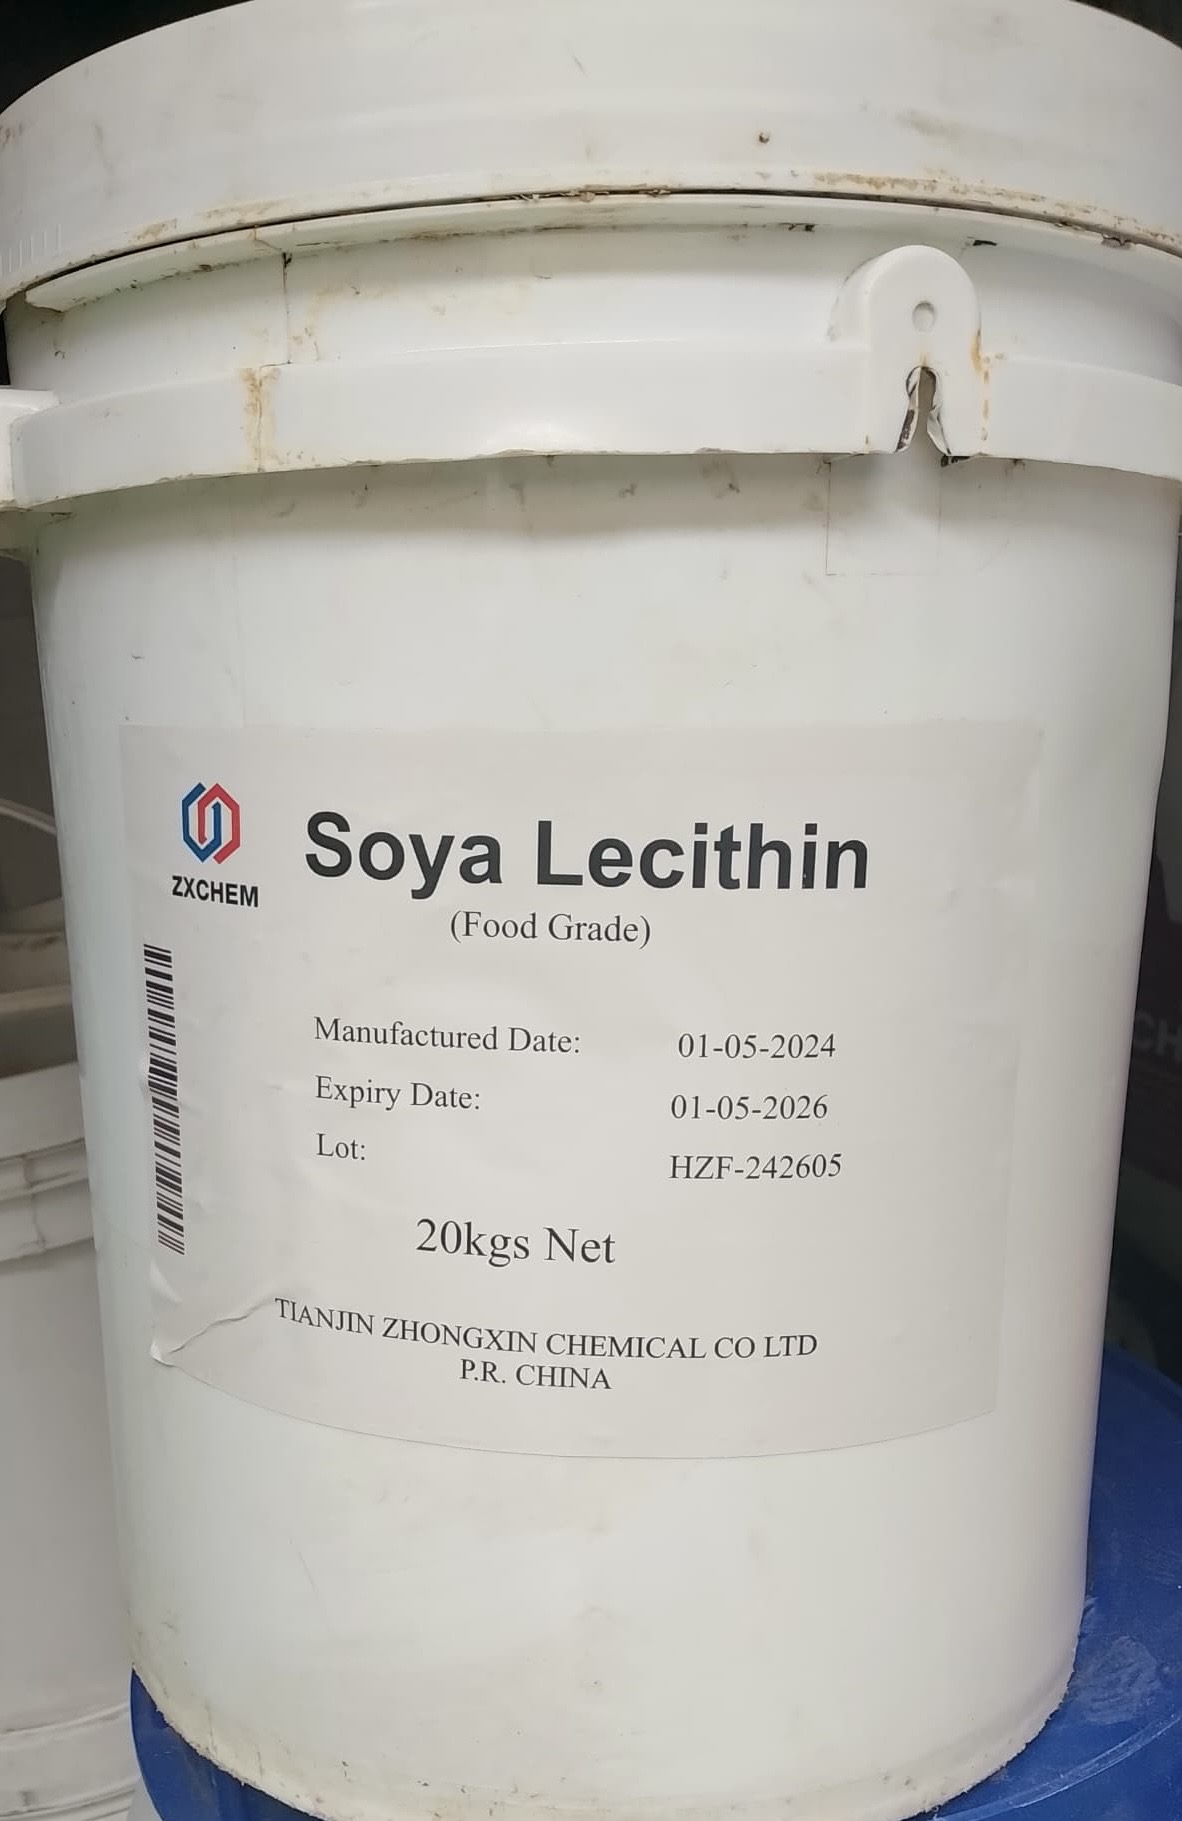 ZXCHEM
Soya Lecithin
(Food Grade)
Manufactured Date: 01-05-2024
Expiry Date: 01-05-2026
Lot: HZF-242605
20kgs Net
TIANJIN ZHONGXIN CHEMICAL CO LTD
P.R. CHINA